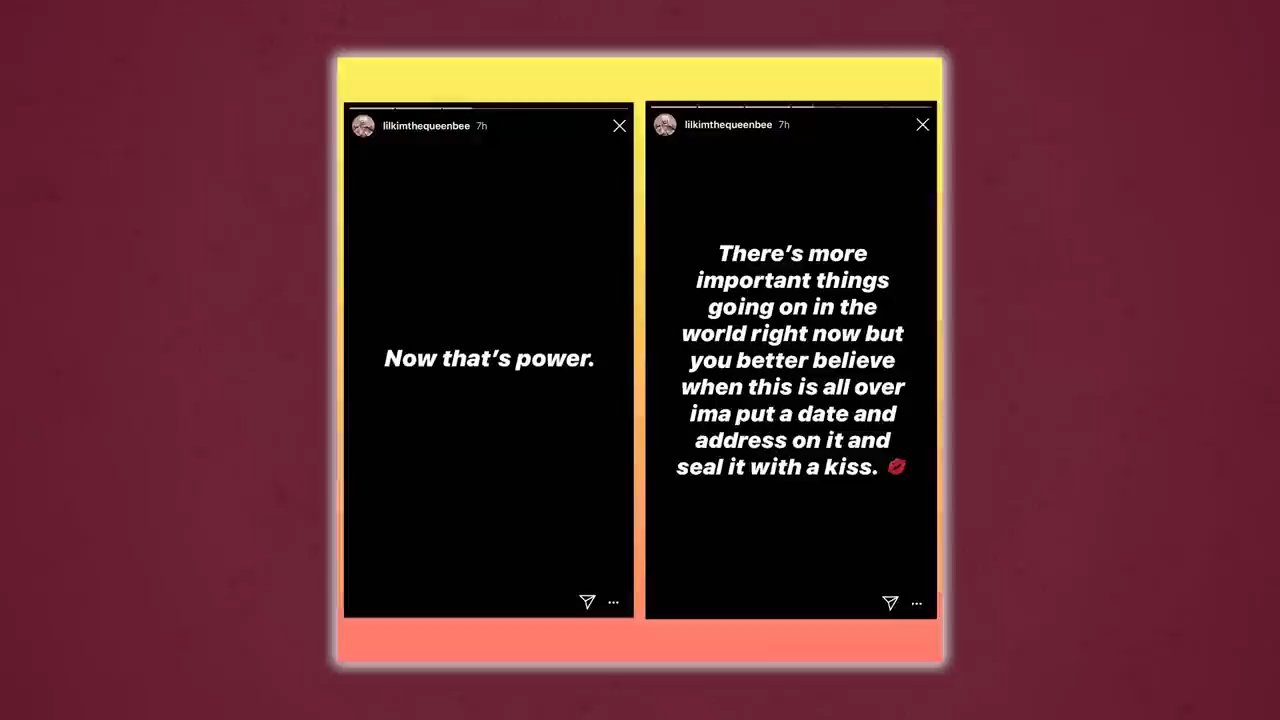 lilkimthequeenbee 7h
Now that's power.
lilkimthequeenbee 7h
There's more
important things
going on in the
world right now but
you better believe
when this is all over
ima put a date and
address on it and
seal it with a kiss. 💋